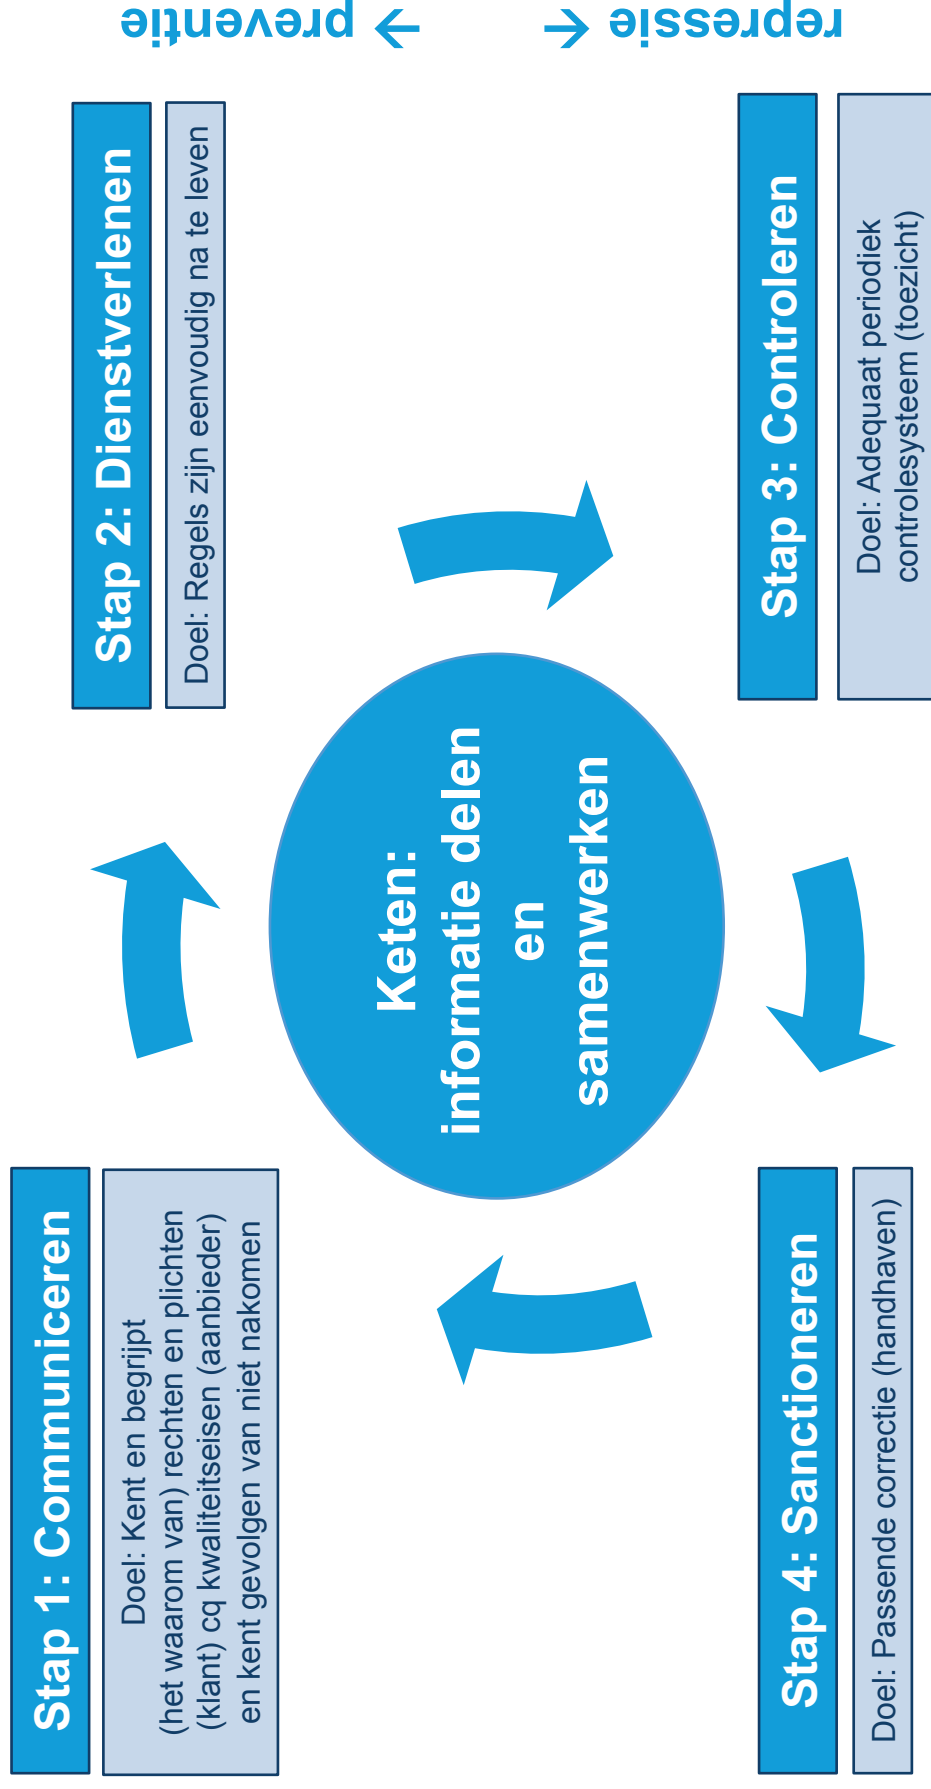 Stap 1: Communiceren
Doel: Kent en begrijpt
(het waarom van) rechten en plichten
(klant) cq kwaliteitseisen (aanbieder)
en kent gevolgen van niet nakomen
Stap 2: Dienstverlenen
Doel: Regels zijn eenvoudig na te leven
Keten:
informatie delen
en
samenwerken
Stap 4: Sanctioneren
Doel: Passende correctie (handhaven)
Stap 3: Controleren
Doel: Adequaat periodiek
controlesysteem (toezicht)
repressie ← → preventie